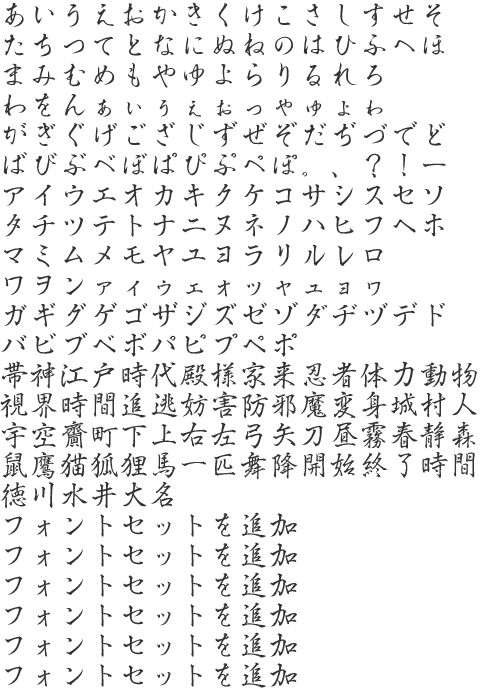 あいうえおかきくけこさしすせそ
たちつてとなにぬねのはひふへほ
まみむめもやゆよらりるれろ
わをんぁぃぅぇぉっゃゅょゎ
がぎぐげござじずぜぞだぢづでど
ばびぶべぼぱぴぷぺぽ。、？！ー
アイウエオカキクケコサシスセソ
タチツテトナニヌネノハヒフヘホ
マミムメモヤユヨラリルレロ
ワヲンァィゥェォッャュョヮ
ガギグゲゴザジズゼゾダヂヅデド
バビブベボパピプペポ
帯神江戸時代殿様家来忍者体力動物
視界時間追逃妨害防邪魔変身城村人
宇空齋町下上右左弓矢刀昼霧春静森
鼠鷹猫狐狸馬一匹舞降開始終了時間
徳川水井大名
フォントセットを追加
フォントセットを追加
フォントセットを追加
フォントセットを追加
フォントセットを追加
フォントセットを追加